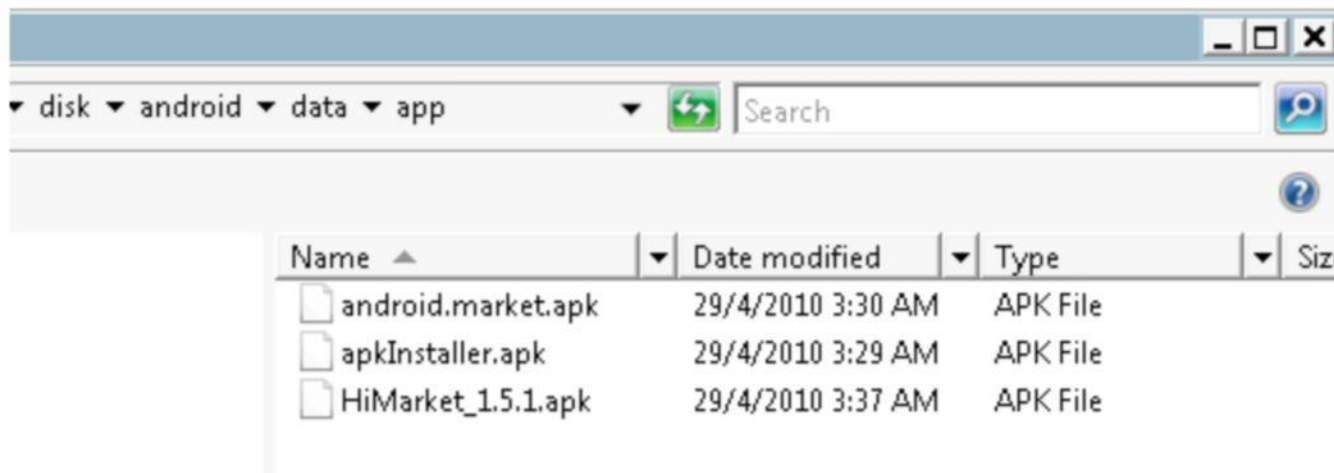 disk android data app Search
Name Date modified Type Siz
android.market.apk 29/4/2010 3:30 AM APK File
apkInstaller.apk 29/4/2010 3:29 AM APK File
HiMarket_1.5.1.apk 29/4/2010 3:37 AM APK File